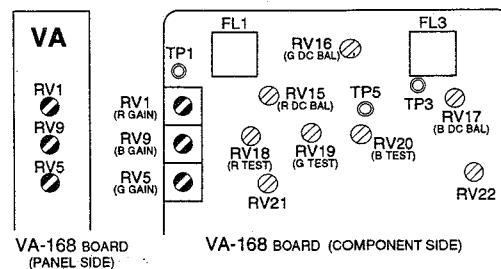 VA
RV1
RV9
RV5
VA-168 BOARD
(PANEL SIDE)
TP1
FL1
RV16
(G DC BAL)
FL3
RV1
(R GAIN)
RV15
(R DC BAL)
TP5
TP3
RV17
(B DC BAL)
RV9
(B GAIN)
RV18
(R TEST)
RV19
(G TEST)
RV20
(B TEST)
RV5
(G GAIN)
RV21
RV22
VA-168 BOARD (COMPONENT SIDE)